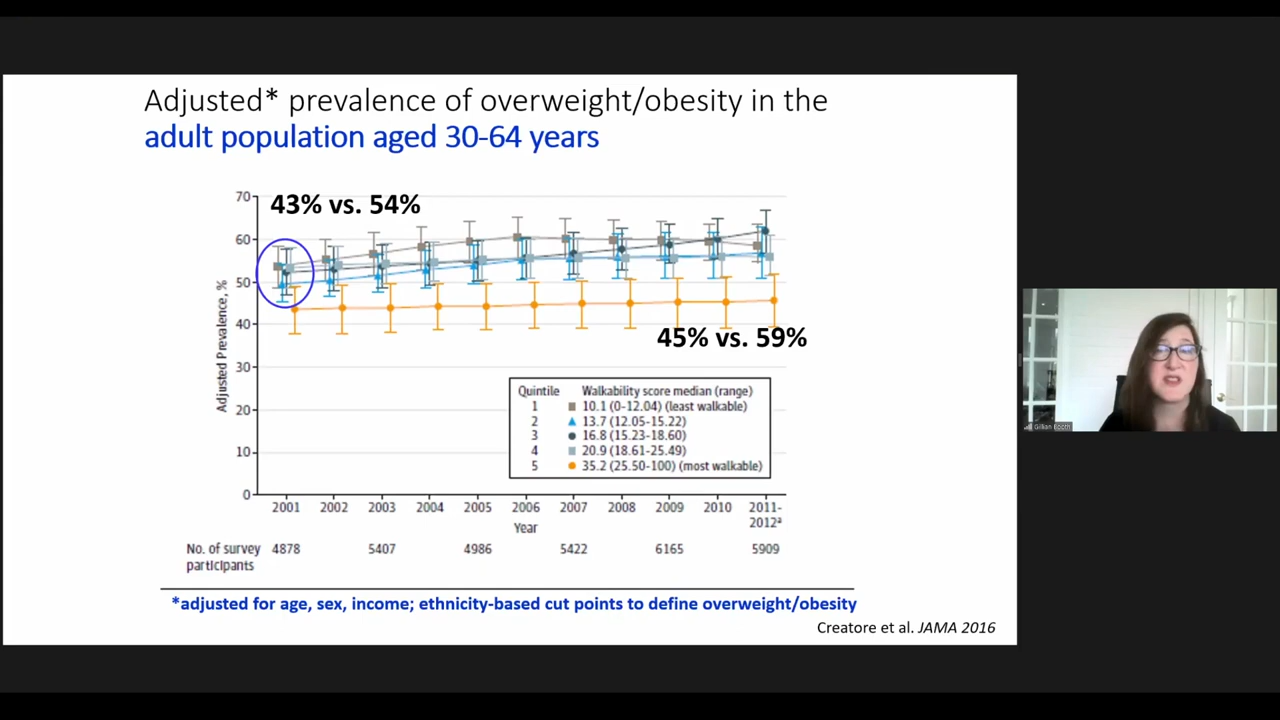 Adjusted* prevalence of overweight/obesity in the
adult population aged 30-64 years
43% vs. 54%
45% vs. 59%
Adjusted Prevalence, %
70
60
50
40
30
20
10
0
Quintile Walkability score median (range)
1 10.1 (0-12.04) (least walkable)
2 13.7 (12.05-15.22)
3 16.8 (15.23-18.60)
4 20.9 (18.61-25.49)
5 35.2 (25.50-100) (most walkable)
2001 2002 2003 2004 2005 2006 2007 2008 2009 2010 2011-
2012ª
Year
No. of survey 4878 5407 4986 5422 6165 5909
participants
*adjusted for age, sex, income; ethnicity-based cut points to define overweight/obesity
Creatore et al. JAMA 2016
Gillian Booth